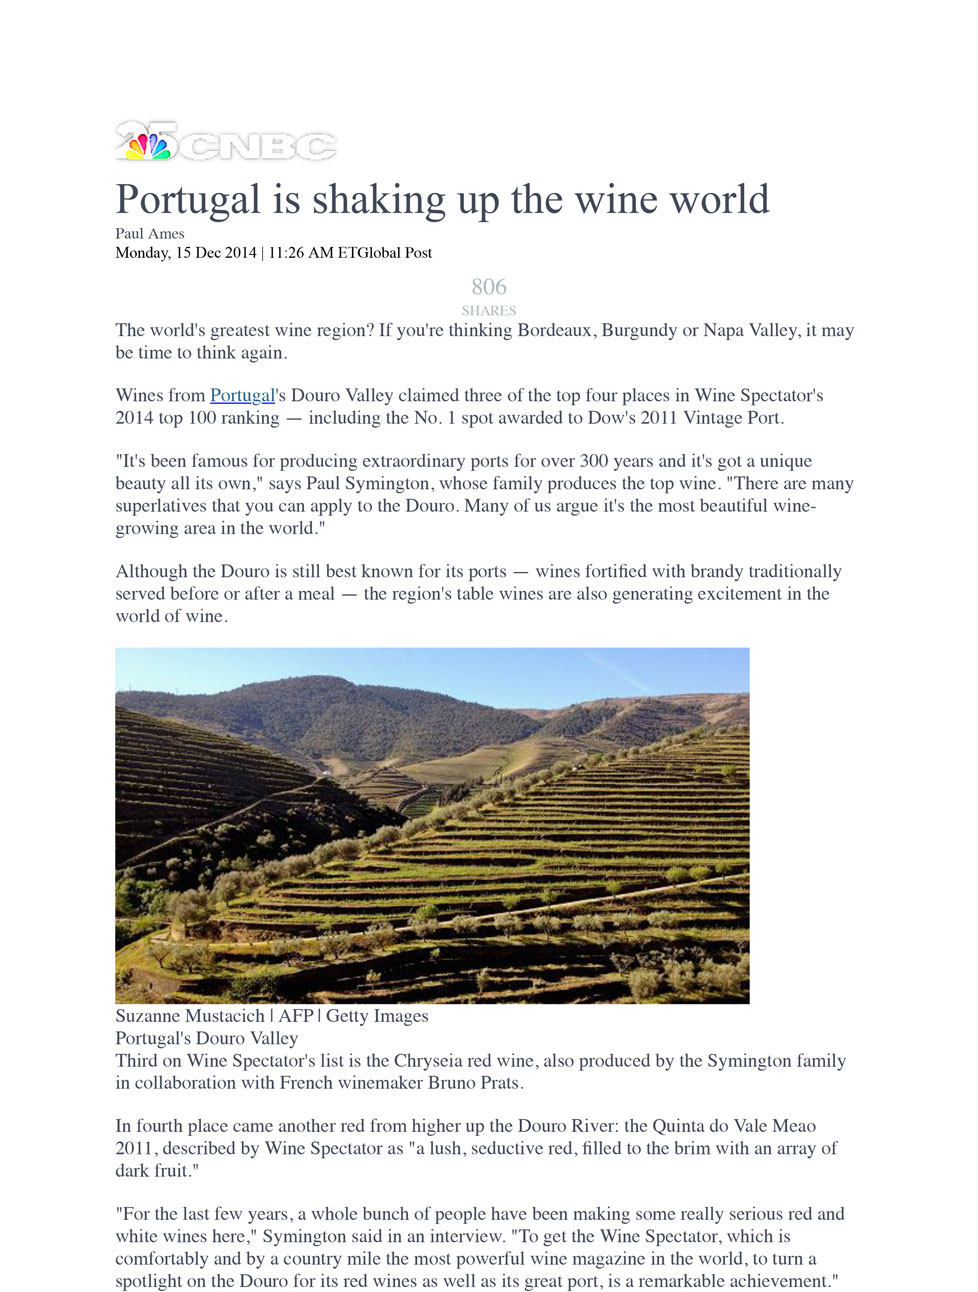 25 CNBC
Portugal is shaking up the wine world
Paul Ames
Monday, 15 Dec 2014 | 11:26 AM ETGlobal Post
806
SHARES
The world's greatest wine region? If you're thinking Bordeaux, Burgundy or Napa Valley, it may
be time to think again.
Wines from Portugal's Douro Valley claimed three of the top four places in Wine Spectator's
2014 top 100 ranking — including the No. 1 spot awarded to Dow's 2011 Vintage Port.
"It's been famous for producing extraordinary ports for over 300 years and it's got a unique
beauty all its own," says Paul Symington, whose family produces the top wine. "There are many
superlatives that you can apply to the Douro. Many of us argue it's the most beautiful wine-
growing area in the world."
Although the Douro is still best known for its ports — wines fortified with brandy traditionally
served before or after a meal — the region's table wines are also generating excitement in the
world of wine.
Suzanne Mustacich | AFP | Getty Images
Portugal's Douro Valley
Third on Wine Spectator's list is the Chryseia red wine, also produced by the Symington family
in collaboration with French winemaker Bruno Prats.
In fourth place came another red from higher up the Douro River: the Quinta do Vale Meao
2011, described by Wine Spectator as "a lush, seductive red, filled to the brim with an array of
dark fruit."
"For the last few years, a whole bunch of people have been making some really serious red and
white wines here," Symington said in an interview. "To get the Wine Spectator, which is
comfortably and by a country mile the most powerful wine magazine in the world, to turn a
spotlight on the Douro for its red wines as well as its great port, is a remarkable achievement."